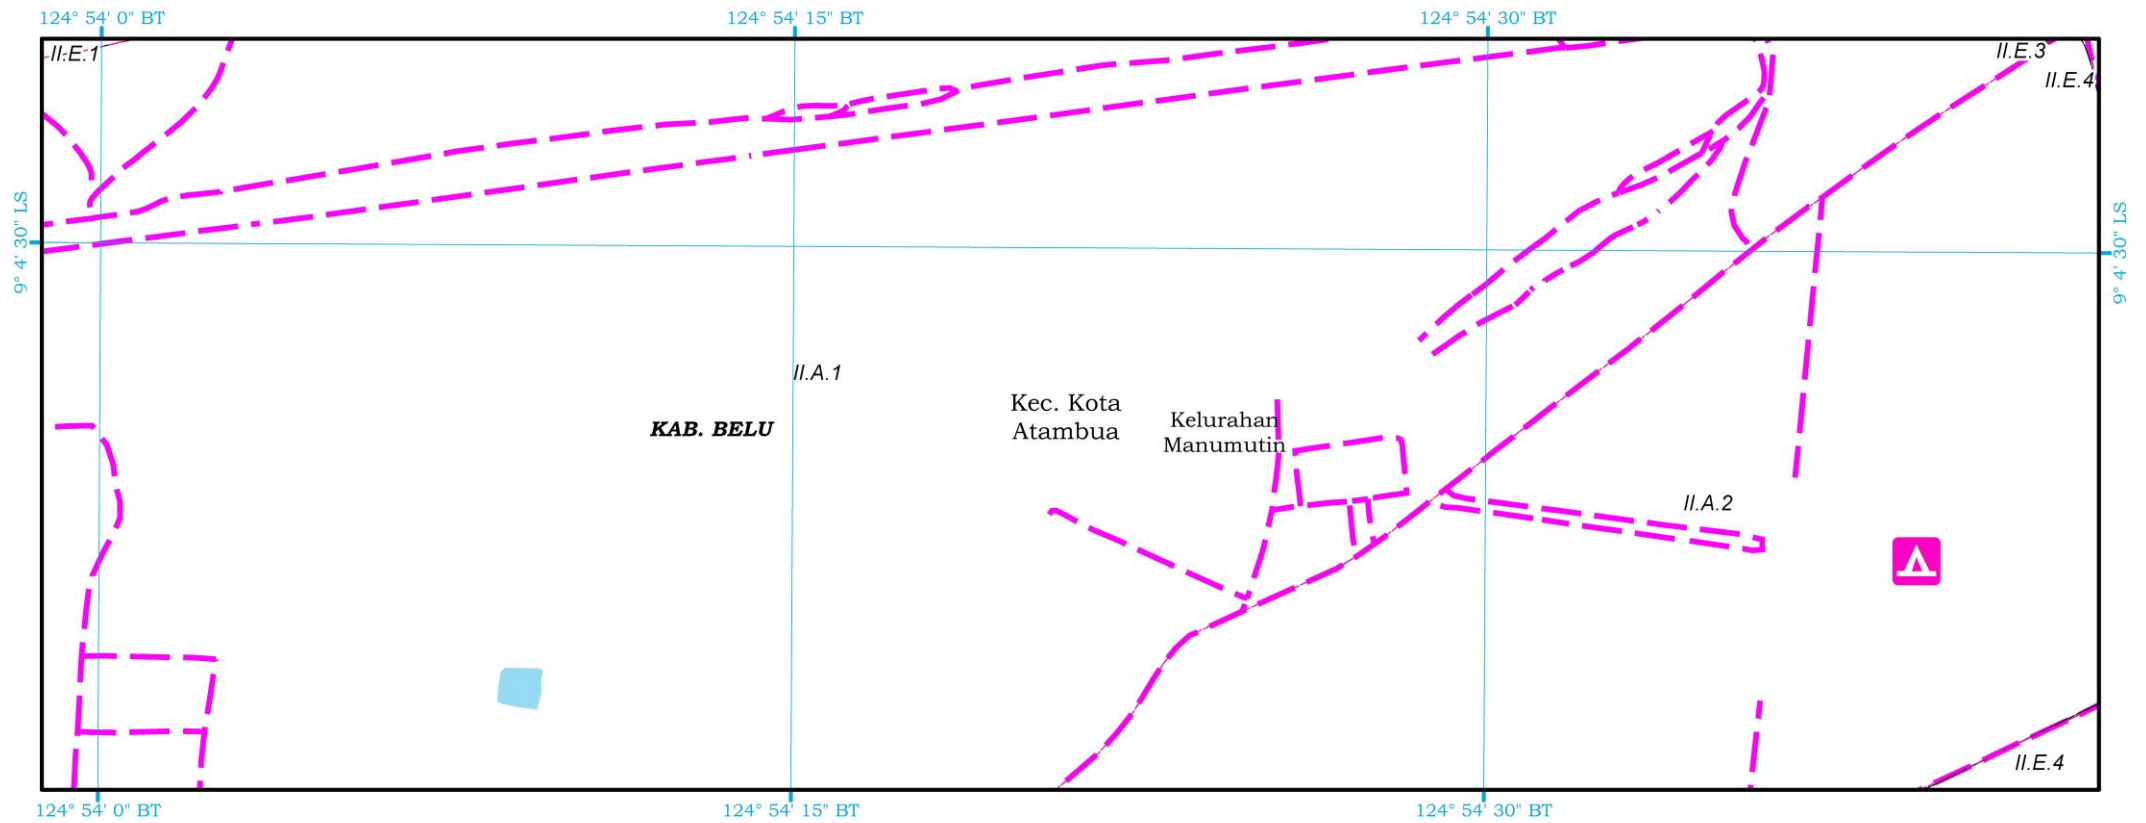 124° 54' 0" BT
124° 54' 15" BT
124° 54' 30" BT
II.E.1
II.E.3
II.E.4
9° 4' 30" LS
9° 4' 30" LS
II.A.1
KAB. BELU
Kec. Kota
Atambua
Kelurahan
Manumutin
II.A.2
II.E.4
124° 54' 0" BT
124° 54' 15" BT
124° 54' 30" BT